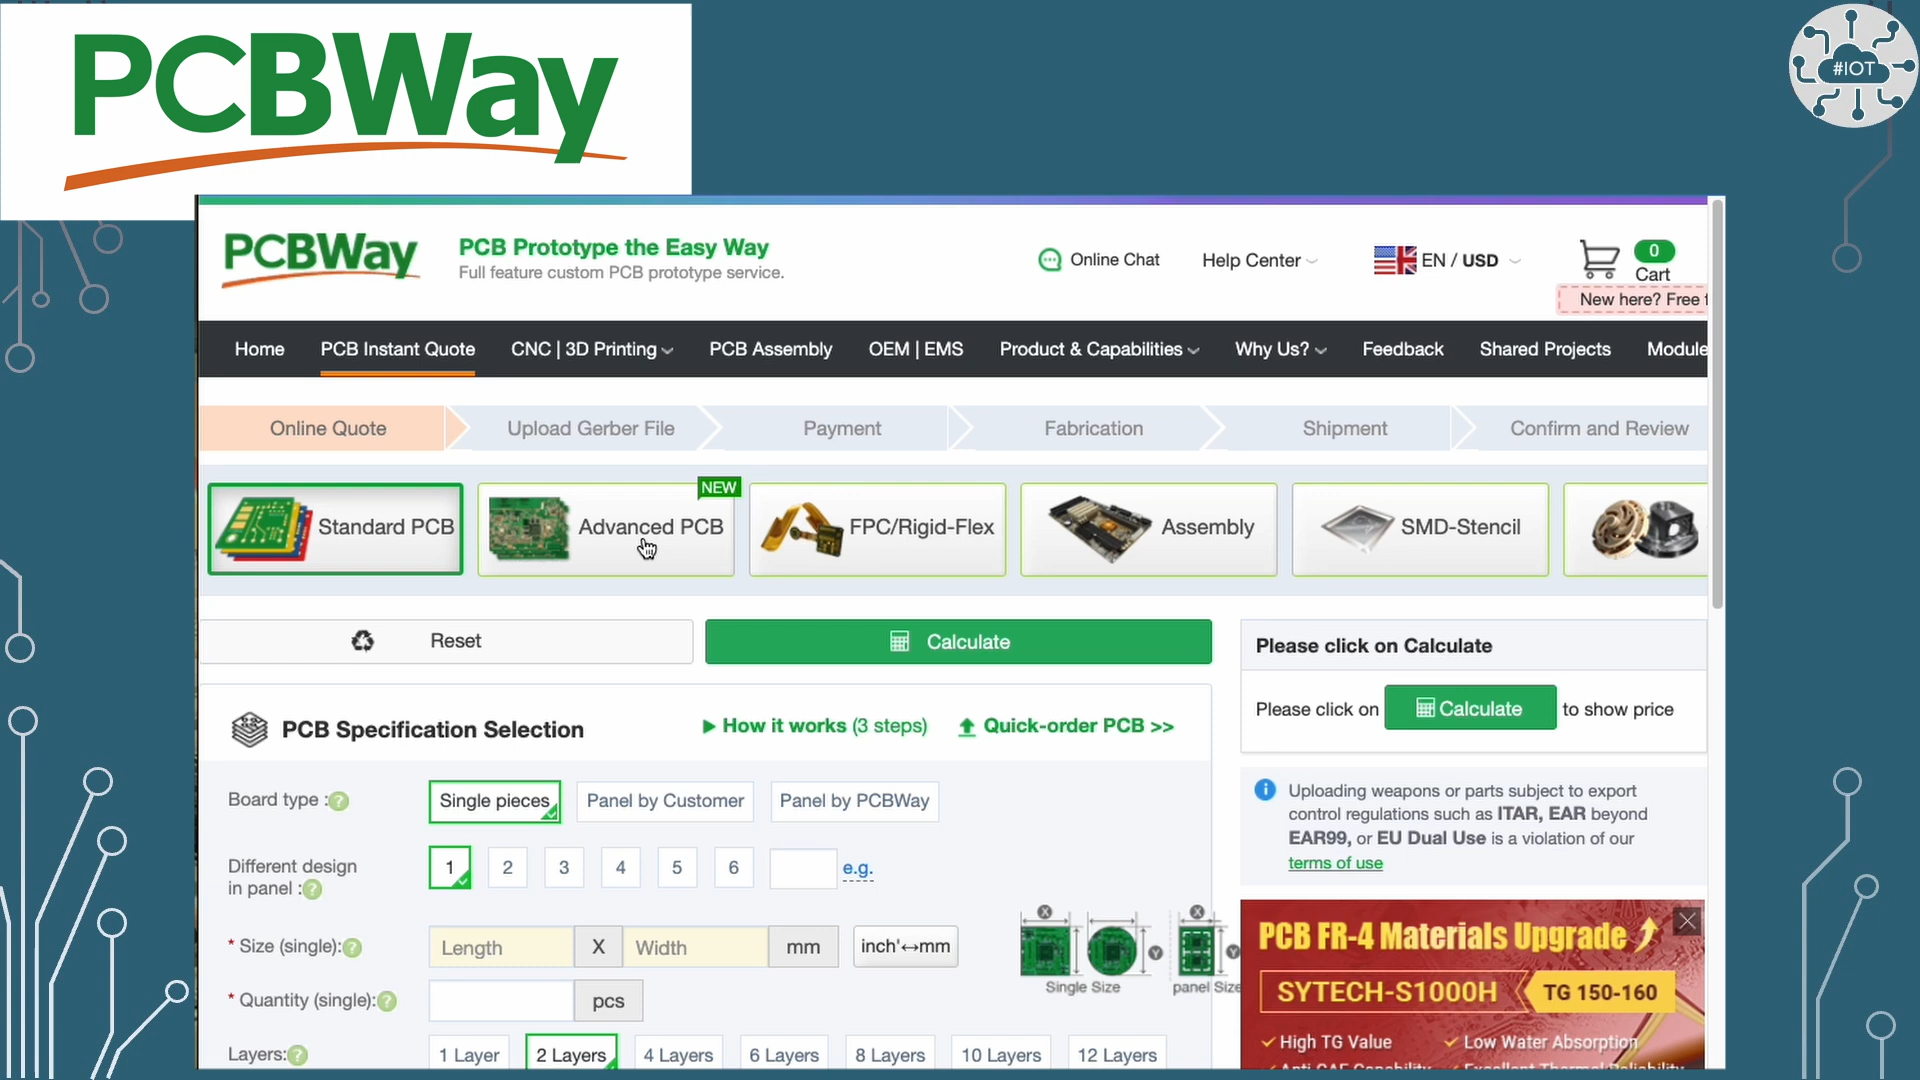 PCBWay
#IOT
PCBWay
PCB Prototype the Easy Way
Full feature custom PCB prototype service.
Online Chat
Help Center
EN / USD
0
Cart
New here? Free
Home
PCB Instant Quote
CNC | 3D Printing
PCB Assembly
OEM | EMS
Product & Capabilities
Why Us?
Feedback
Shared Projects
Module
Online Quote
Upload Gerber File
Payment
Fabrication
Shipment
Confirm and Review
Standard PCB
NEW
Advanced PCB
FPC/Rigid-Flex
Assembly
SMD-Stencil
Reset
Calculate
Please click on Calculate
Please click on Calculate to show price
PCB Specification Selection
How it works (3 steps)
Quick-order PCB >>
Board type :?
Single pieces
Panel by Customer
Panel by PCBWay
Uploading weapons or parts subject to export
control regulations such as ITAR, EAR beyond
EAR99, or EU Dual Use is a violation of our
terms of use
Different design
in panel :?
1 2 3 4 5 6 e.g.
* Size (single):?
Length X Width mm
inch'↔mm
X
X
Y
Y
Single Size
panel Size
* Quantity (single):?
pcs
Layers:?
1 Layer
2 Layers
4 Layers
6 Layers
8 Layers
10 Layers
12 Layers
PCB FR-4 Materials Upgrade
SYTECH-S1000H
TG 150-160
High TG Value
Low Water Absorption
Anti-CAF Capability
Excellent Thermal Reliability